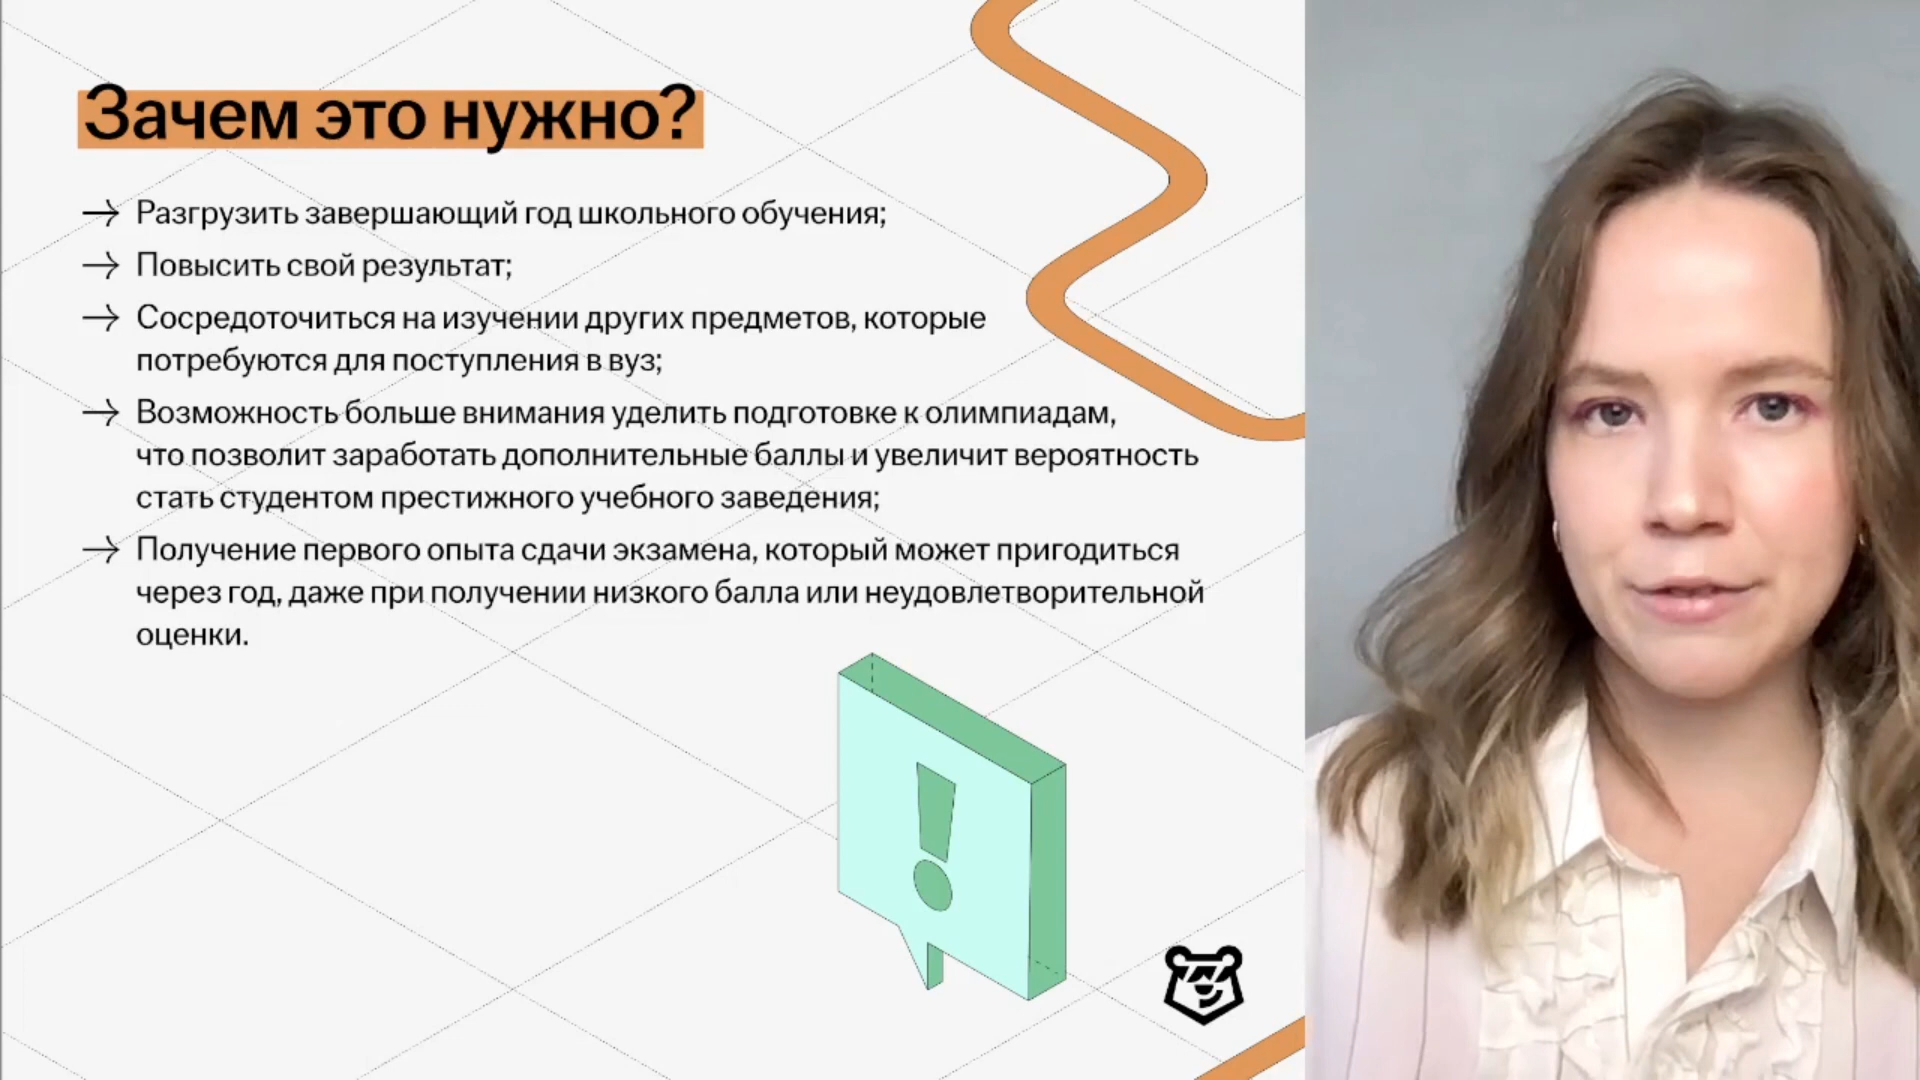 Зачем это нужно?
→ Разгрузить завершающий год школьного обучения;
→ Повысить свой результат;
→ Сосредоточиться на изучении других предметов, которые
потребуются для поступления в вуз;
→ Возможность больше внимания уделить подготовке к олимпиадам,
что позволит заработать дополнительные баллы и увеличит вероятность
стать студентом престижного учебного заведения;
→ Получение первого опыта сдачи экзамена, который может пригодиться
через год, даже при получении низкого балла или неудовлетворительной
оценки.
!